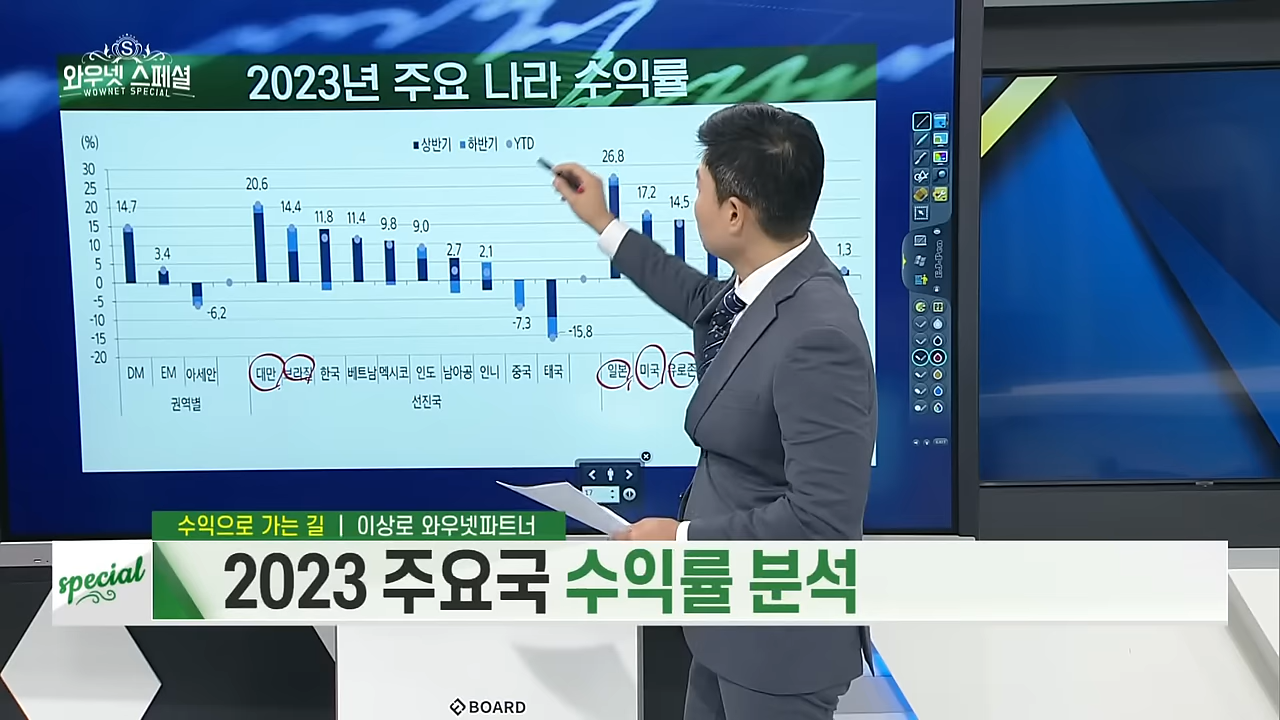 와우넷 스페셜
WOWNET SPECIAL
2023년 주요 나라 수익률
(%)
상반기 하반기 YTD
30
25
20
15
10
5
0
-5
-10
-15
-20
14.7
3.4
-6.2
20.6
14.4
11.8
11.4
9.8
9.0
2.7
2.1
-7.3
-15.8
26.8
17.2
14.5
1.3
DM EM 아세안 대만 브라질 한국 베트남 멕시코 인도 남아공 인니 중국 태국 일본 미국 유로존
권역별 선진국
수익으로 가는 길 | 이상로 와우넷파트너
special
2023 주요국 수익률 분석
BOARD